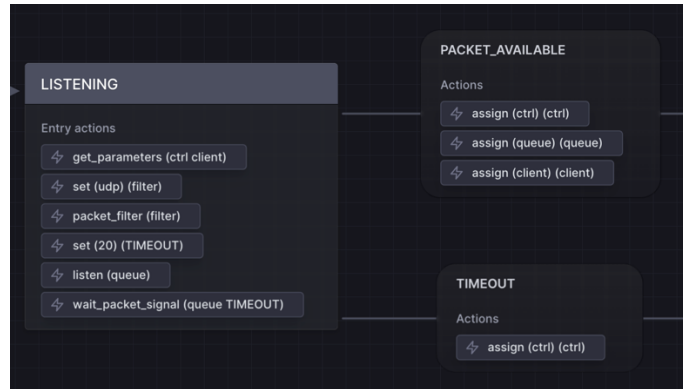 LISTENING
Entry actions
get_parameters (ctrl client)
set (udp) (filter)
packet_filter (filter)
set (20) (TIMEOUT)
listen (queue)
wait_packet_signal (queue TIMEOUT)
PACKET_AVAILABLE
Actions
assign (ctrl) (ctrl)
assign (queue) (queue)
assign (client) (client)
TIMEOUT
Actions
assign (ctrl) (ctrl)